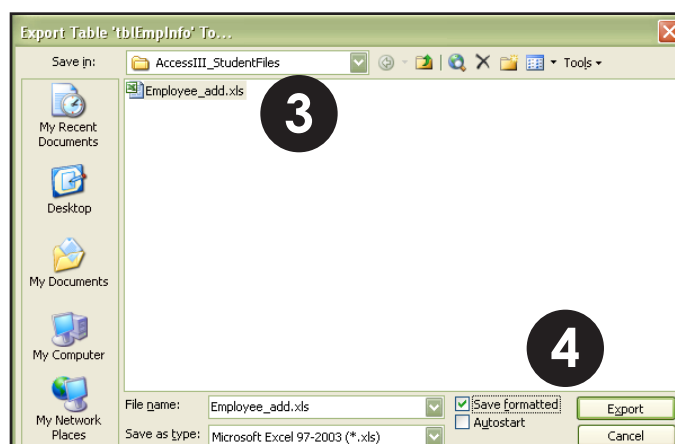 Export Table 'tblEmpInfo' To...
Save in:
AccessIII_StudentFiles
Tools
Employee_add.xls
3
My Recent
Documents
Desktop
My Documents
My Computer
My Network
Places
4
File name:
Employee_add.xls
Save formatted
Export
Autostart
Save as type:
Microsoft Excel 97-2003 (*.xls)
Cancel